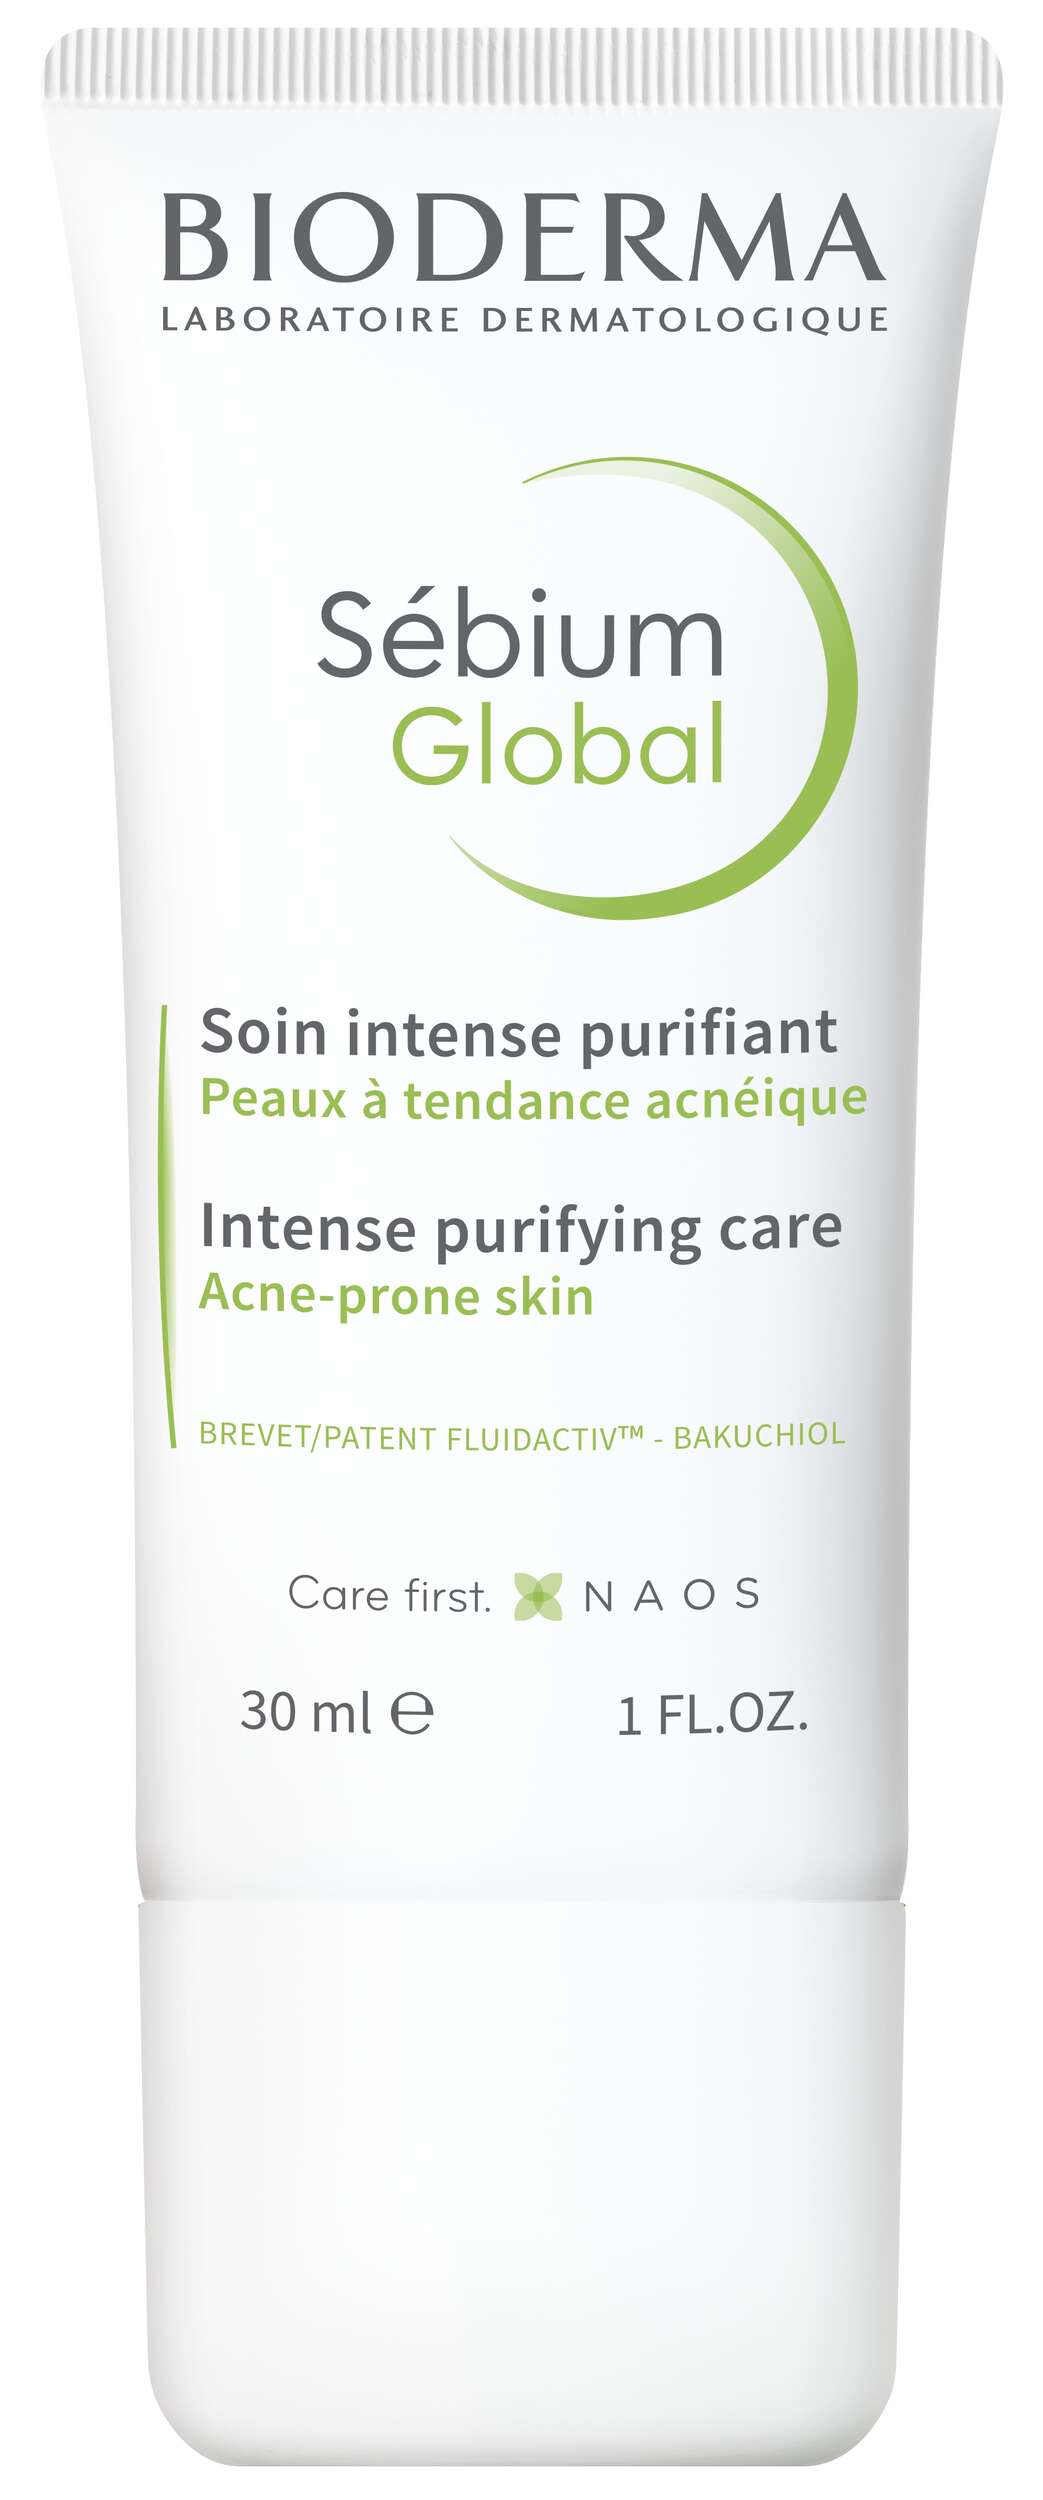 BIODERMA
LABORATOIRE DERMATOLOGIQUE
Sébium
Global
Soin intense purifiant
Peaux à tendance acnéique
Intense purifying care
Acne-prone skin
BREVET/PATENT FLUIDACTIV™ - BAKUCHIOL
Care first. NAOS
30 ml ℮ 1 FL.OZ.